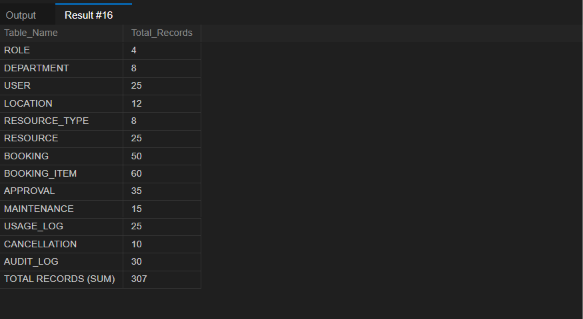 Output Result #16
Table_Name Total_Records
ROLE 4
DEPARTMENT 8
USER 25
LOCATION 12
RESOURCE_TYPE 8
RESOURCE 25
BOOKING 50
BOOKING_ITEM 60
APPROVAL 35
MAINTENANCE 15
USAGE_LOG 25
CANCELLATION 10
AUDIT_LOG 30
TOTAL RECORDS (SUM) 307